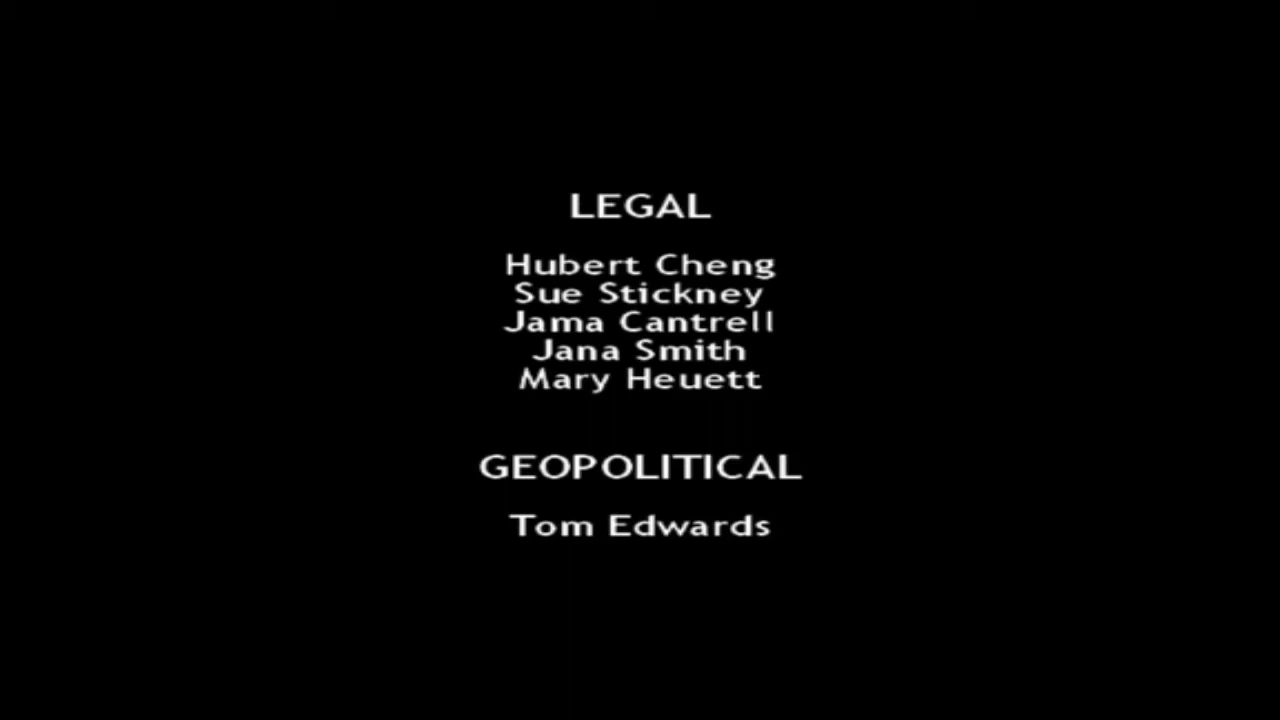 LEGAL
Hubert Cheng
Sue Stickney
Jama Cantrell
Jana Smith
Mary Heuett
GEOPOLITICAL
Tom Edwards